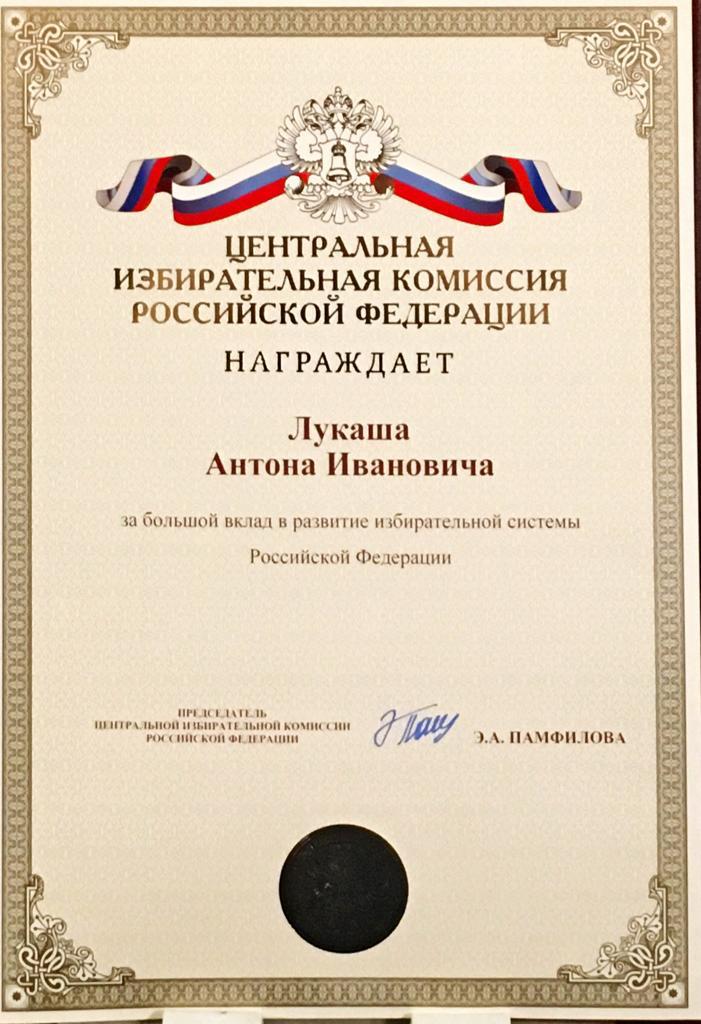 ЦЕНТРАЛЬНАЯ
ИЗБИРАТЕЛЬНАЯ КОМИССИЯ
РОССИЙСКОЙ ФЕДЕРАЦИИ
НАГРАЖДАЕТ
Лукаша
Антона Ивановича
за большой вклад в развитие избирательной системы
Российской Федерации
ПРЕДСЕДАТЕЛЬ
ЦЕНТРАЛЬНОЙ ИЗБИРАТЕЛЬНОЙ КОМИССИИ
РОССИЙСКОЙ ФЕДЕРАЦИИ
Э.А. ПАМФИЛОВА